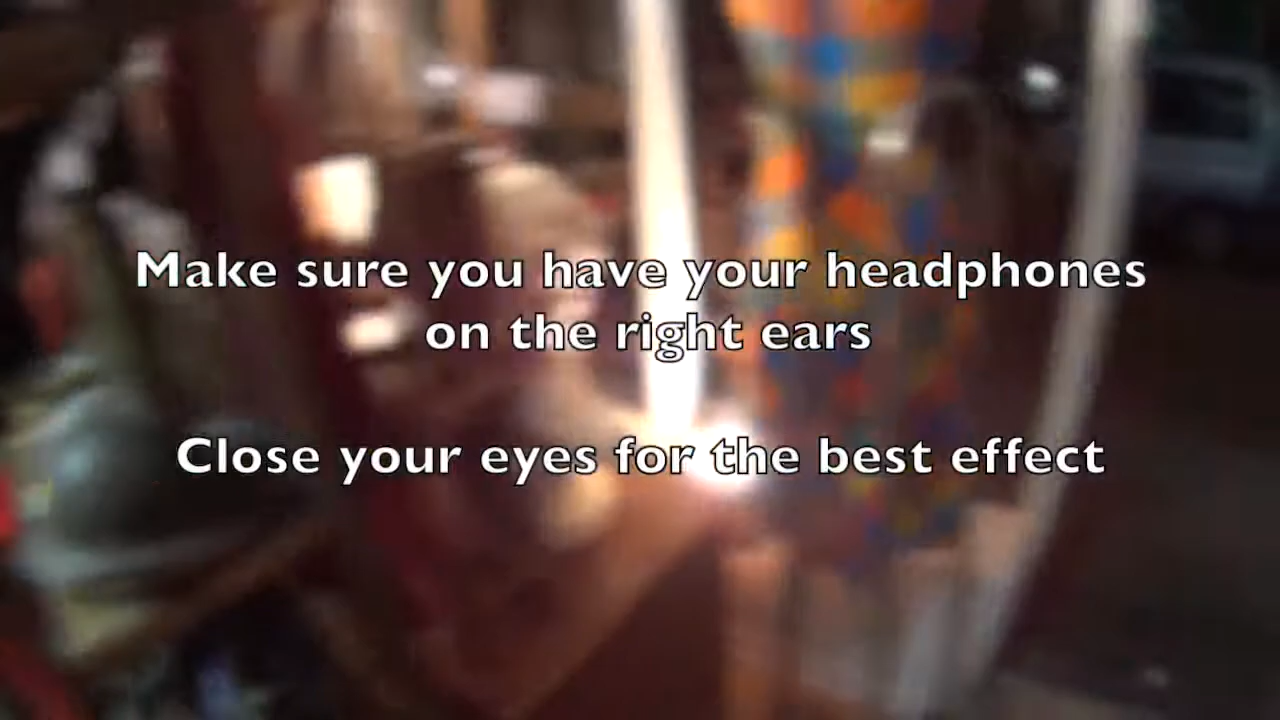 Make sure you have your headphones
on the right ears
Close your eyes for the best effect